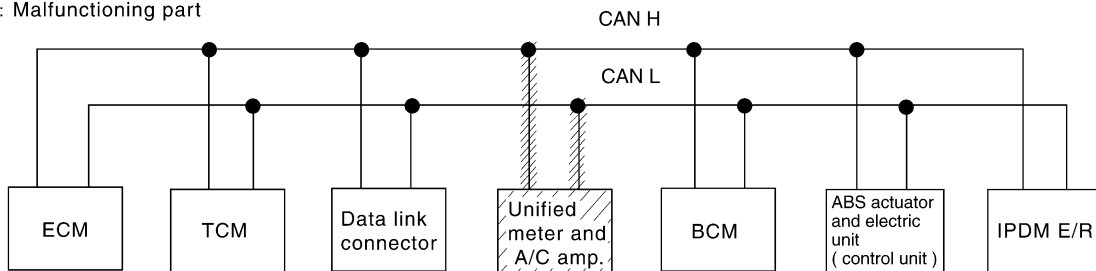 : Malfunctioning part
CAN H
CAN L
ECM
TCM
Data link
connector
Unified
meter and
A/C amp.
BCM
ABS actuator
and electric
unit
( control unit )
IPDM E/R